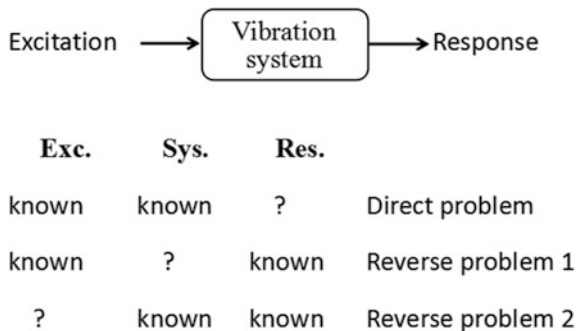 Excitation Vibration system Response
Exc. Sys. Res.
known known ? Direct problem
known ? known Reverse problem 1
? known known Reverse problem 2